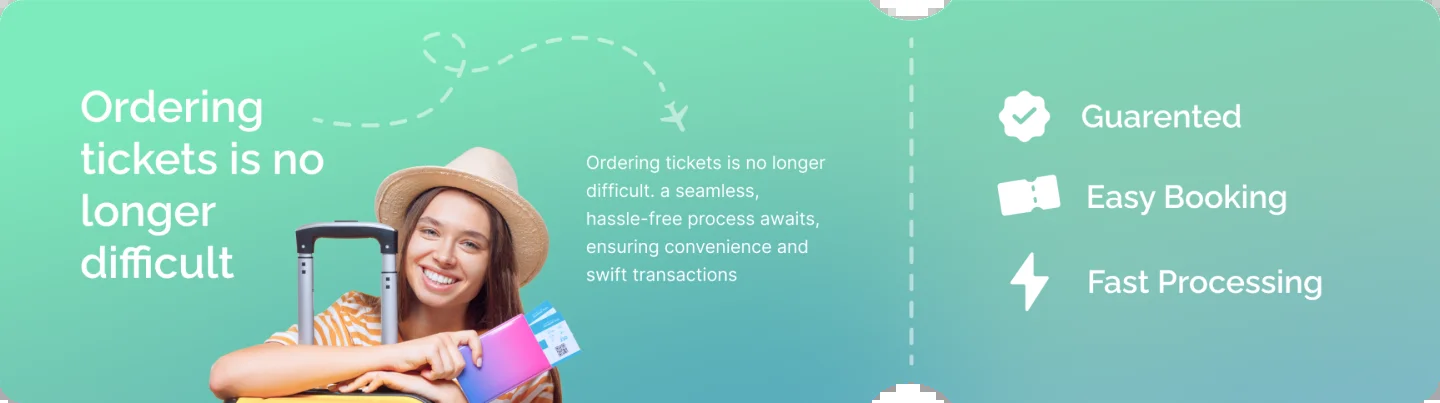 Ordering
tickets is no
longer
difficult
Ordering tickets is no longer
difficult. a seamless,
hassle-free process awaits,
ensuring convenience and
swift transactions
Guarented
Easy Booking
Fast Processing